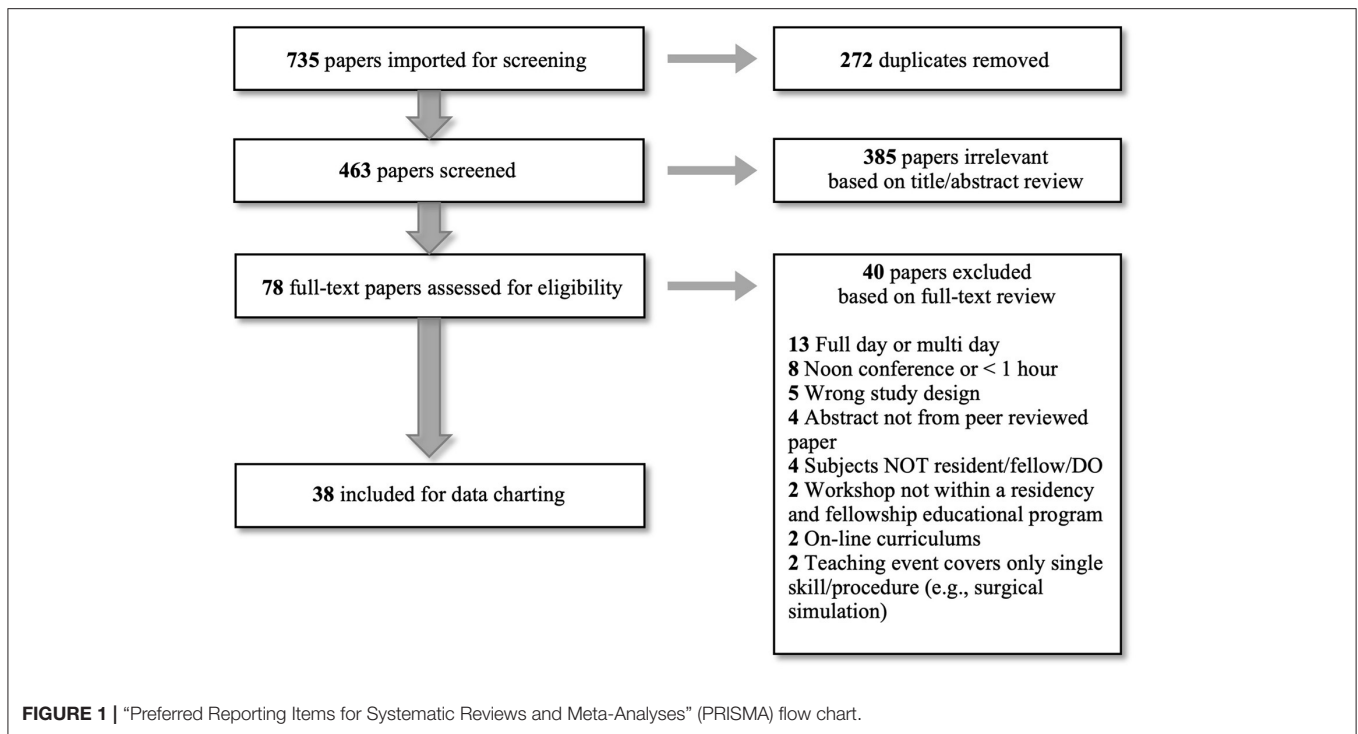 735 papers imported for screening
272 duplicates removed
463 papers screened
385 papers irrelevant
based on title/abstract review
78 full-text papers assessed for eligibility
40 papers excluded
based on full-text review
13 Full day or multi day
8 Noon conference or < 1 hour
5 Wrong study design
4 Abstract not from peer reviewed
paper
4 Subjects NOT resident/fellow/DO
2 Workshop not within a residency
and fellowship educational program
2 On-line curriculums
2 Teaching event covers only single
skill/procedure (e.g., surgical
simulation)
38 included for data charting
FIGURE 1 | “Preferred Reporting Items for Systematic Reviews and Meta-Analyses” (PRISMA) flow chart.